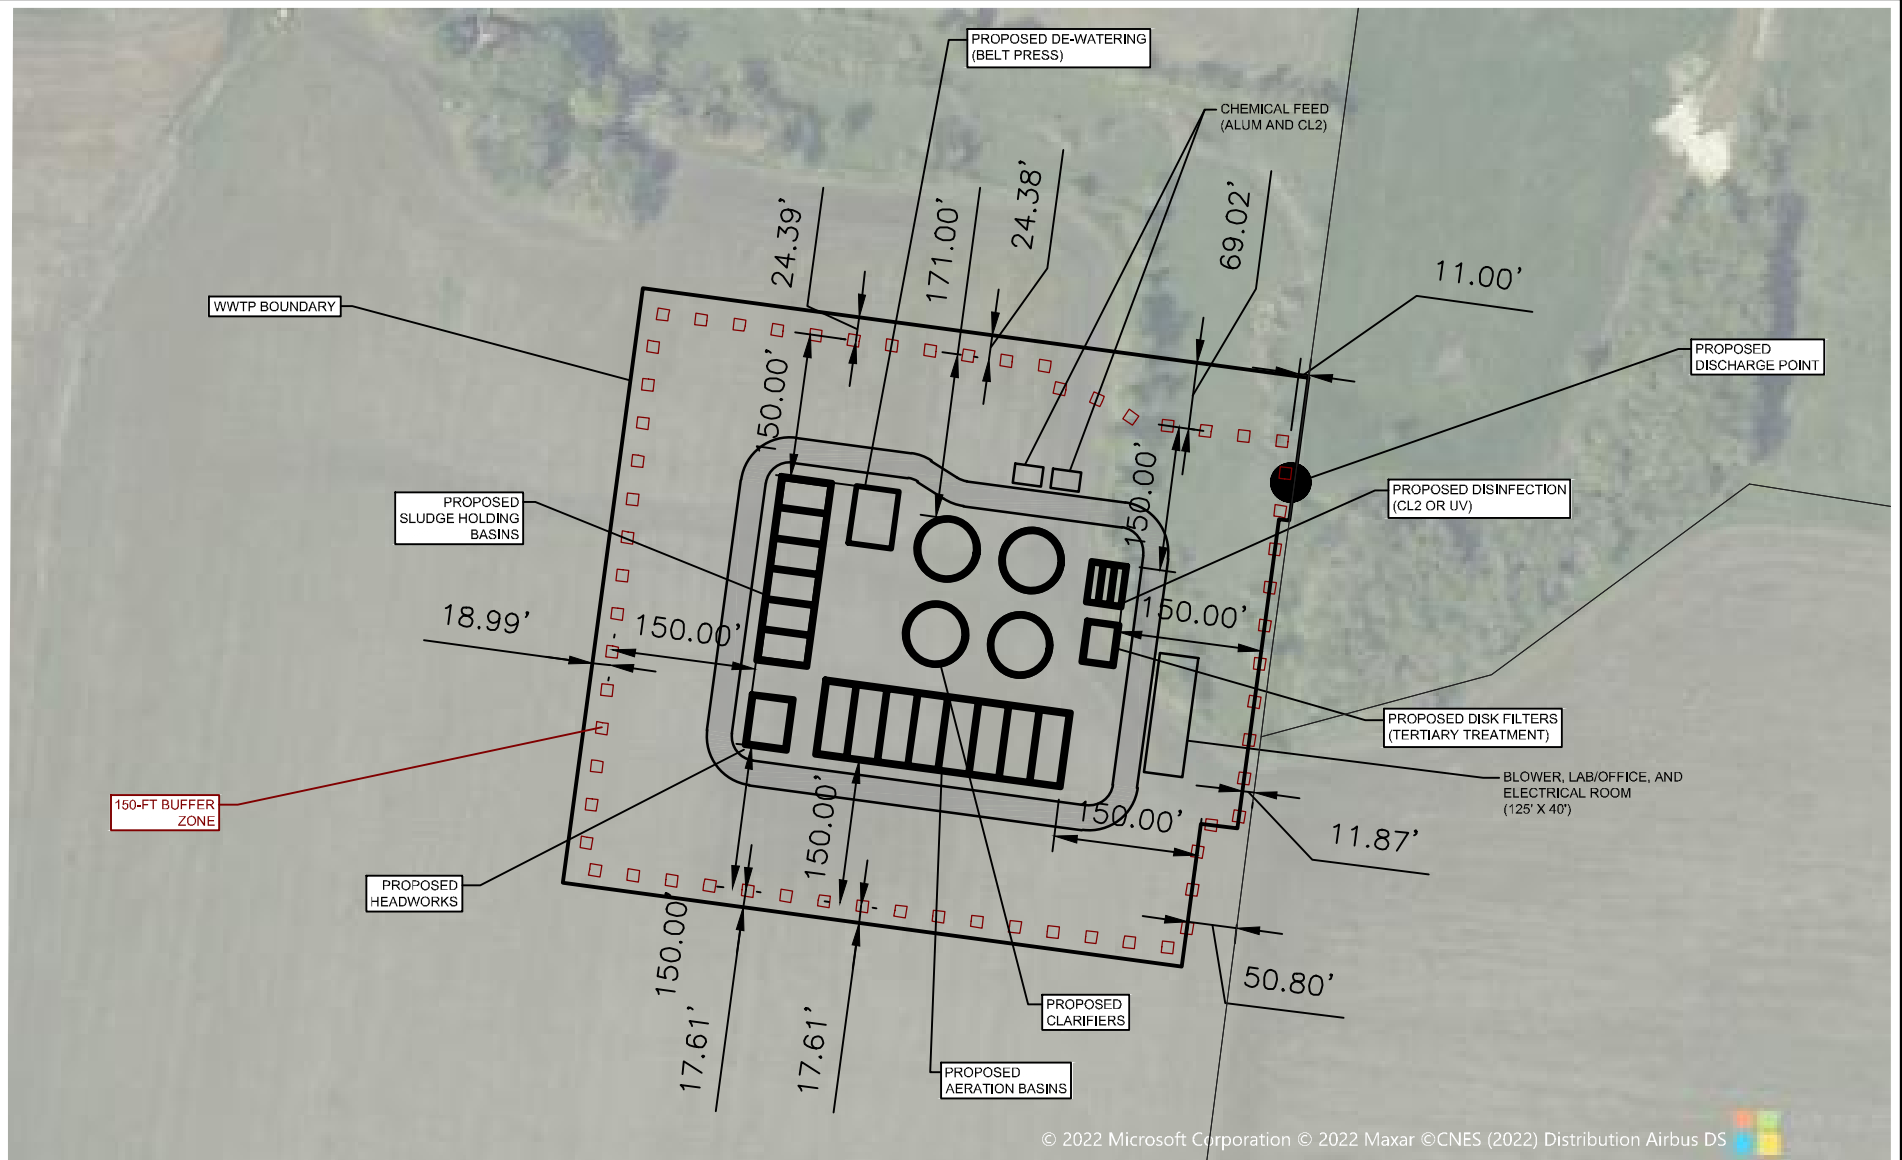 PROPOSED DE-WATERING
(BELT PRESS)
CHEMICAL FEED
(ALUM AND CL2)
24.39'
171.00'
24.38'
69.02'
11.00'
WWTP BOUNDARY
PROPOSED
DISCHARGE POINT
150.00'
150.00'
PROPOSED
SLUDGE HOLDING
BASINS
PROPOSED DISINFECTION
(CL2 OR UV)
18.99'
150.00'
150.00'
PROPOSED DISK FILTERS
(TERTIARY TREATMENT)
BLOWER, LAB/OFFICE, AND
ELECTRICAL ROOM
(125' X 40')
150-FT BUFFER
ZONE
150.00'
150.00'
11.87'
PROPOSED
HEADWORKS
150.00'
50.80'
PROPOSED
CLARIFIERS
17.61'
17.61'
PROPOSED
AERATION BASINS
© 2022 Microsoft Corporation © 2022 Maxar ©CNES (2022) Distribution Airbus DS